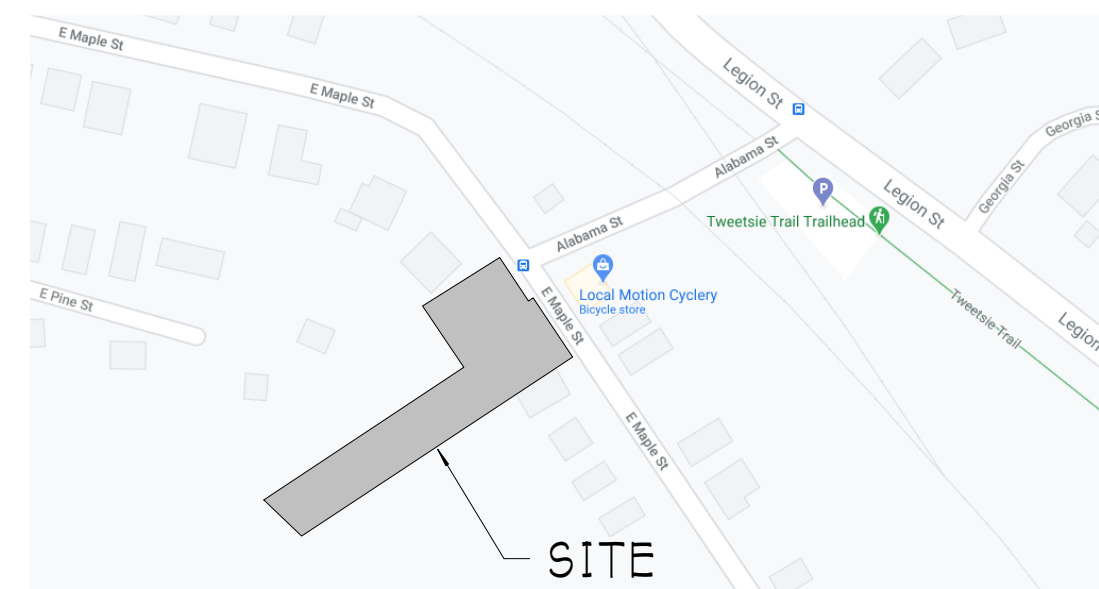 E Maple St
E Maple St
Legion St
Alabama St
Georgia S
Georgia St
Legion St
Tweetsie Trail Trailhead
P
Alabama St
Local Motion Cyclery
Bicycle store
E Maple St
E Pine St
Tweetsie Trail
Legion
E Maple St
SITE